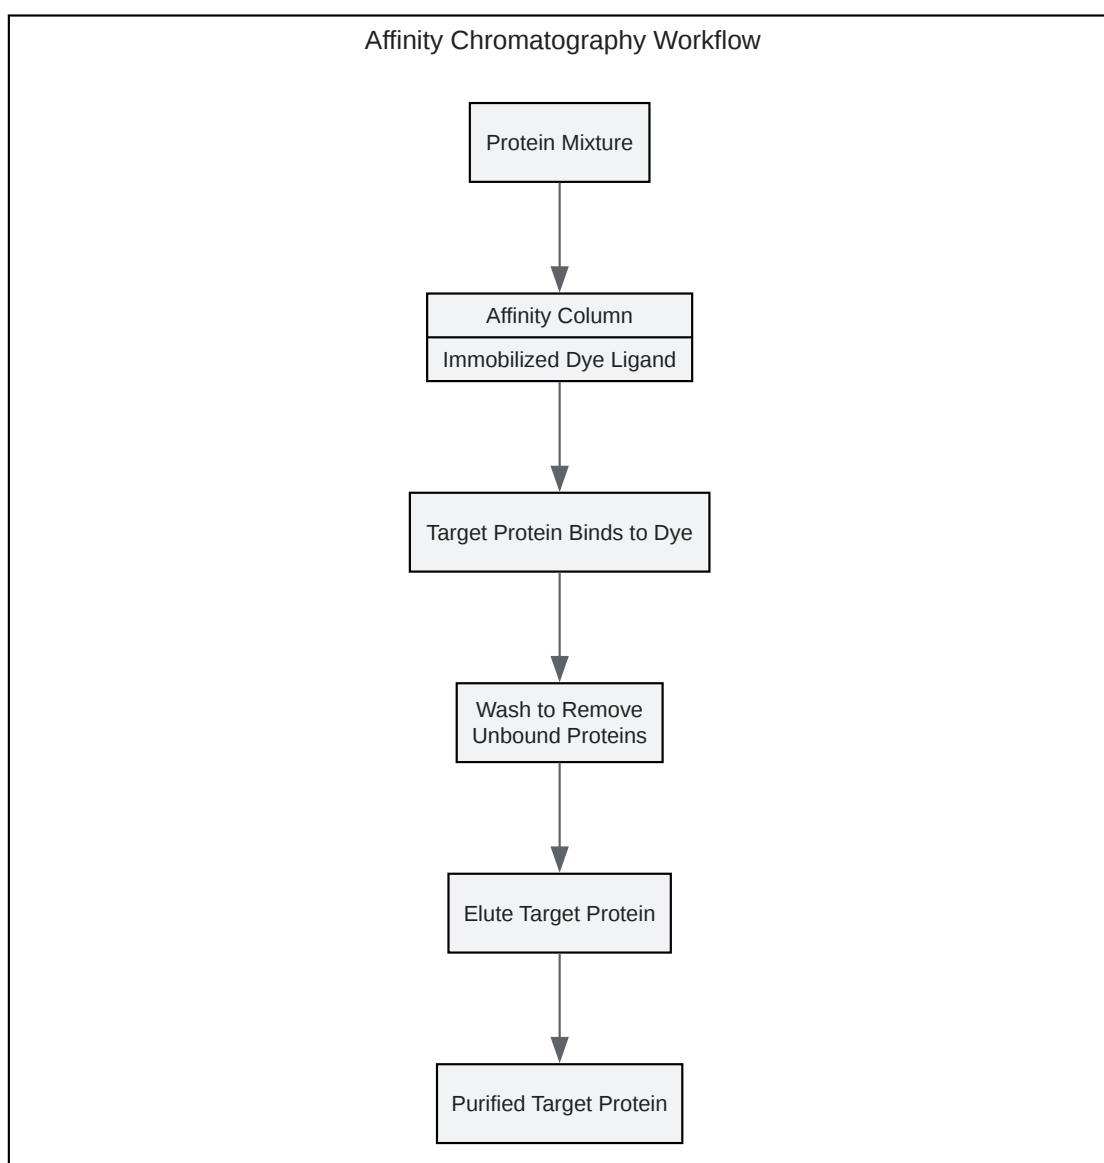 Affinity Chromatography Workflow
Protein Mixture
Affinity Column
Immobilized Dye Ligand
Target Protein Binds to Dye
Wash to Remove
Unbound Proteins
Elute Target Protein
Purified Target Protein